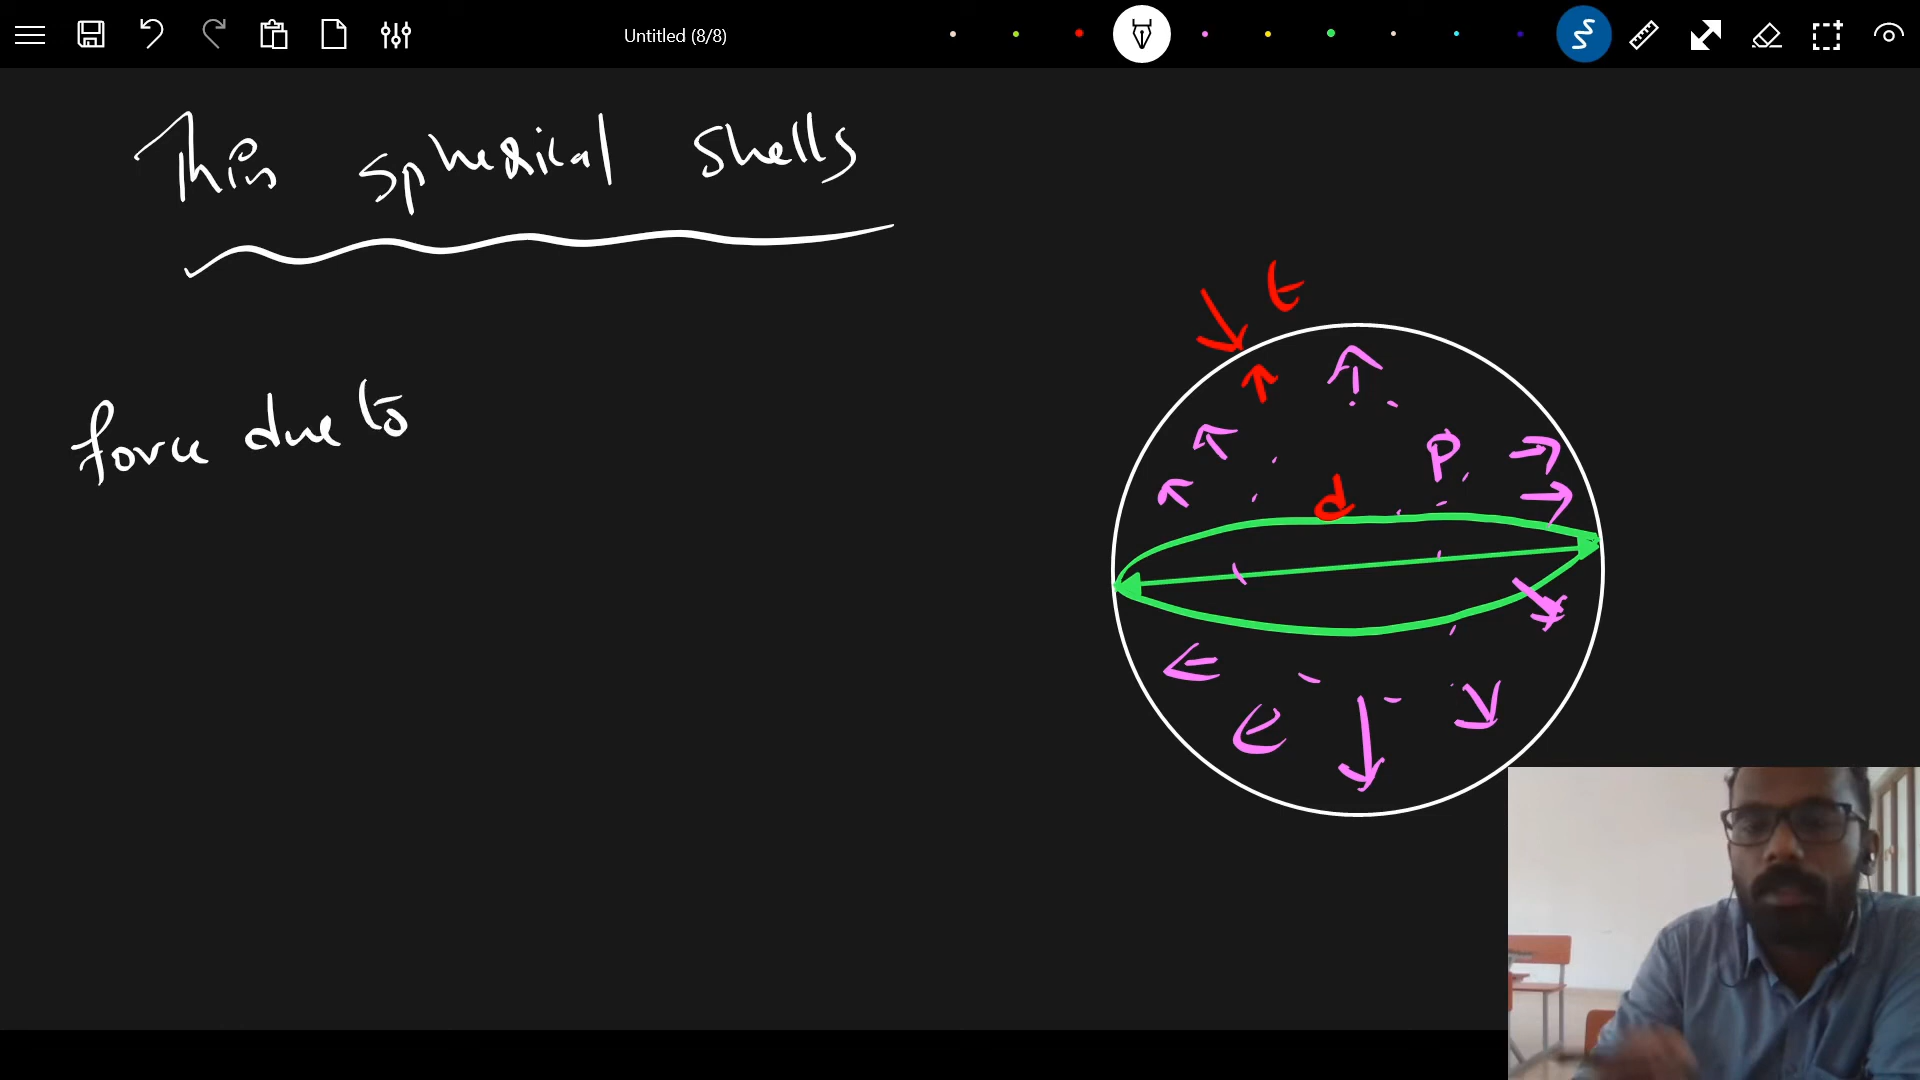 Untitled (8/8)
Thin spherical shells
force due to
t
P
d